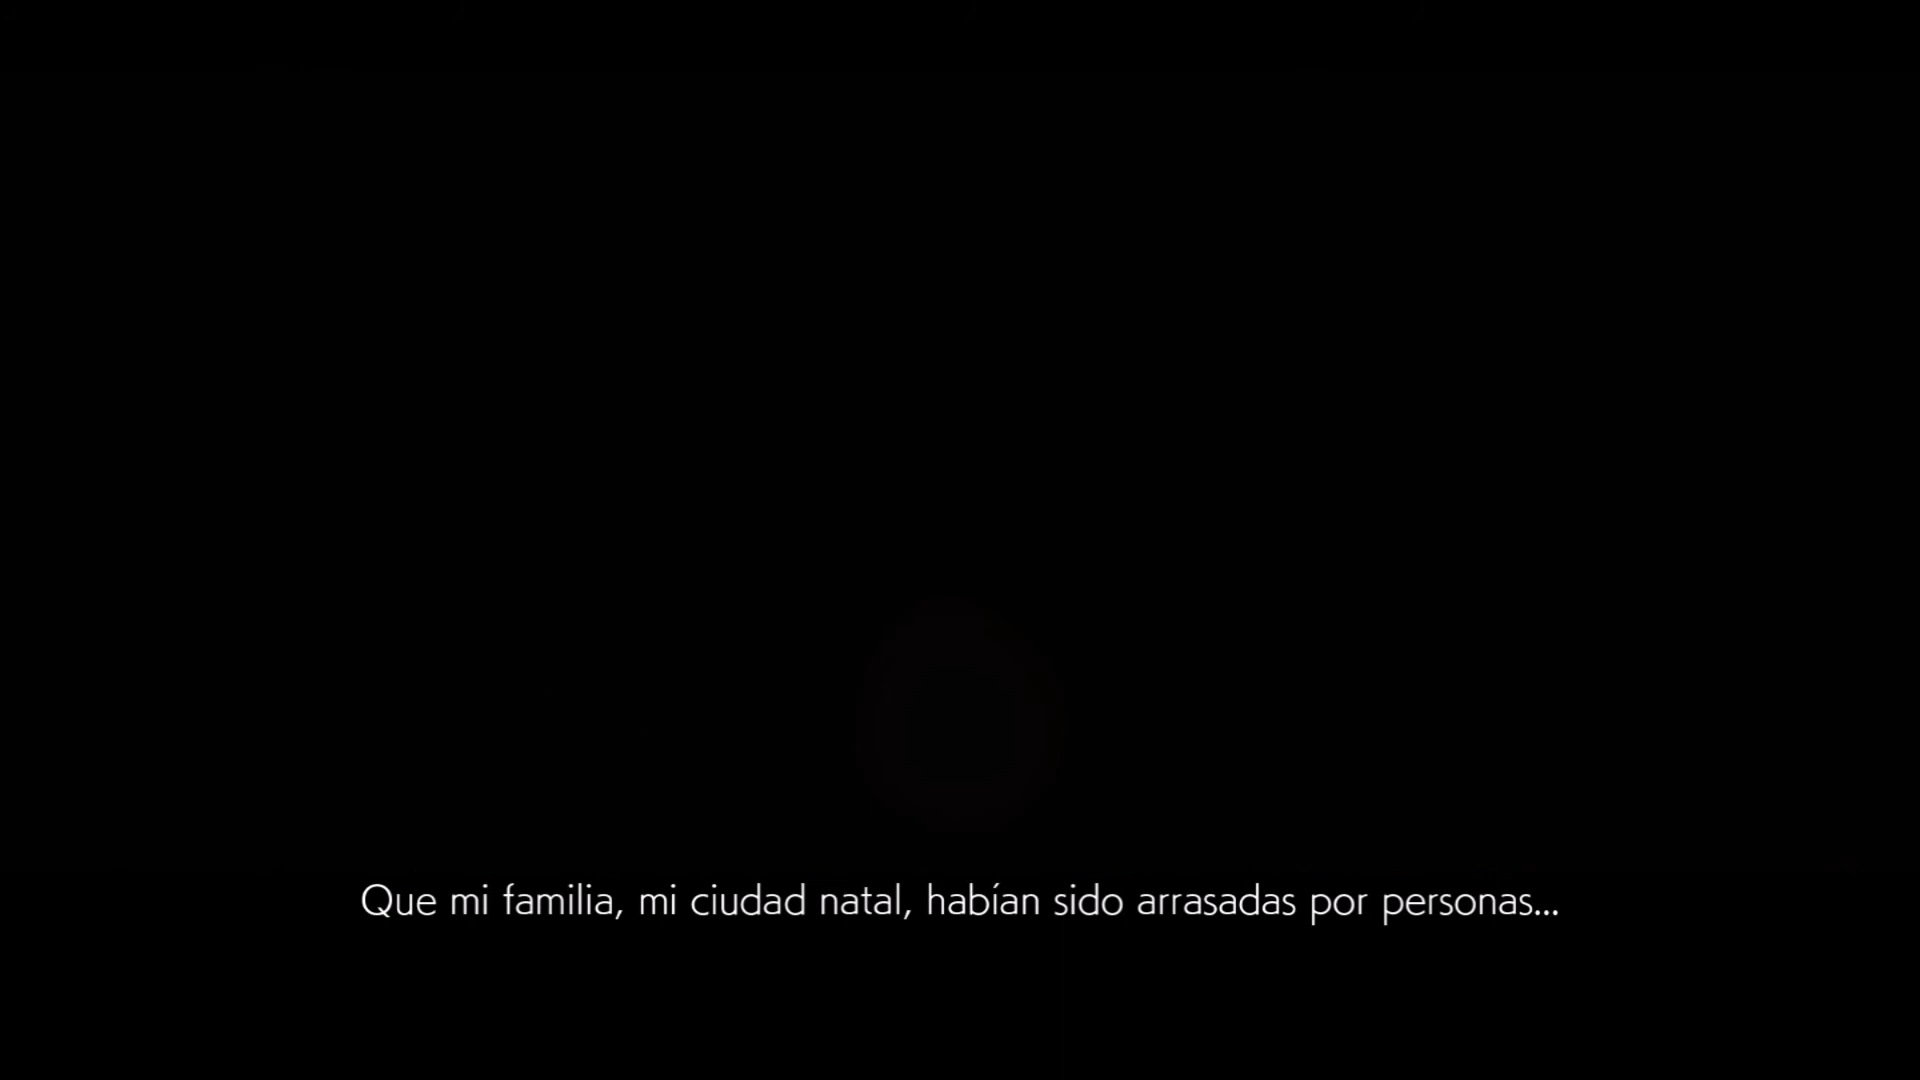 Que mi familia, mi ciudad natal, habían sido arrasadas por personas...